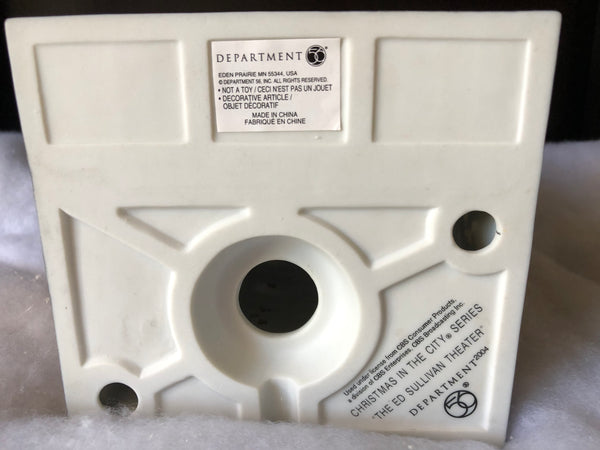 DEPARTMENT 56
EDEN PRAIRIE MN 55344, USA
© DEPARTMENT 56, INC. ALL RIGHTS RESERVED.
• NOT A TOY / CECI N'EST PAS UN JOUET
• DECORATIVE ARTICLE /
OBJET DÉCORATIF
MADE IN CHINA
FABRIQUÉ EN CHINE
Used under license from CBS Consumer Products,
a division of CBS Enterprises. CBS Broadcasting Inc.
CHRISTMAS IN THE CITY® SERIES
"THE ED SULLIVAN THEATER"
DEPARTMENT©2004
56®